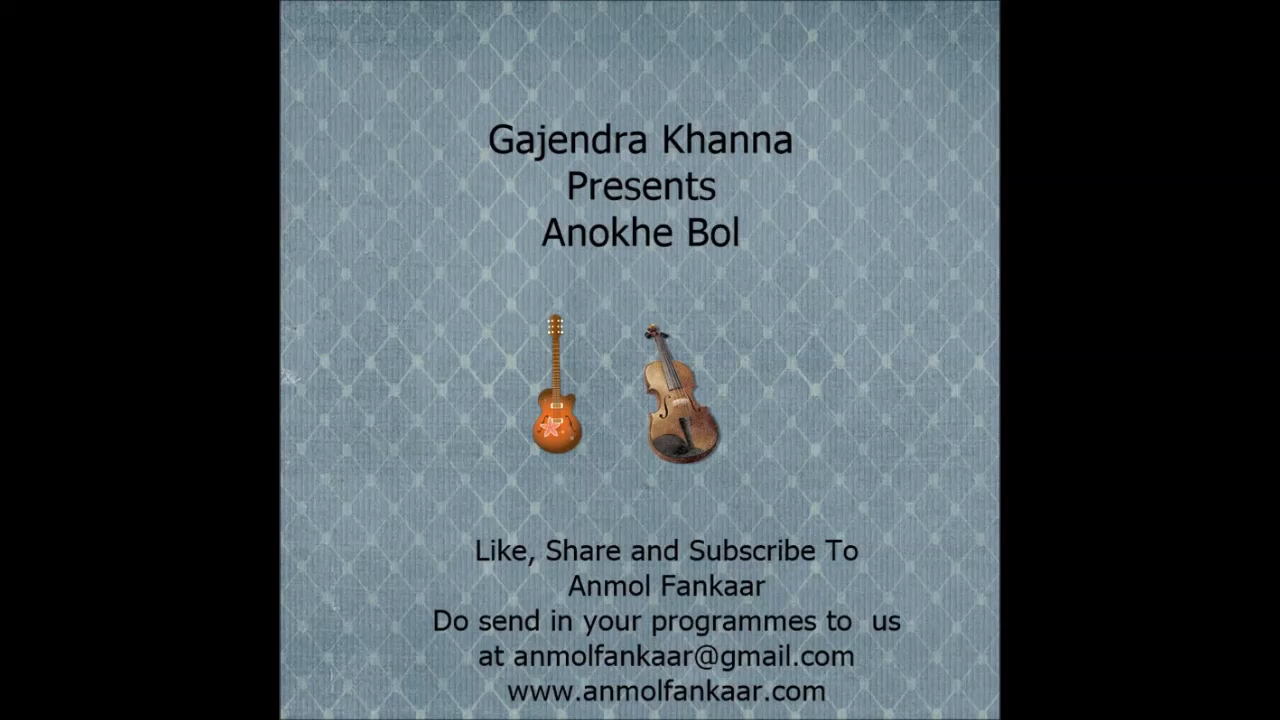 Gajendra Khanna
Presents
Anokhe Bol
Like, Share and Subscribe To
Anmol Fankaar
Do send in your programmes to  us
at anmolfankaar@gmail.com
www.anmolfankaar.com